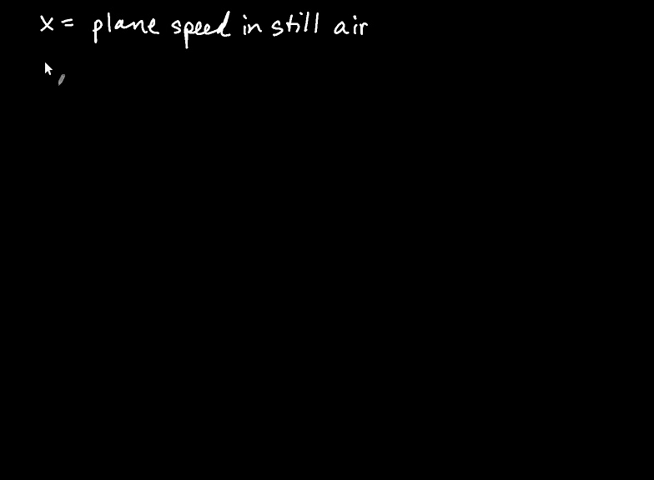 x = plane speed in still air